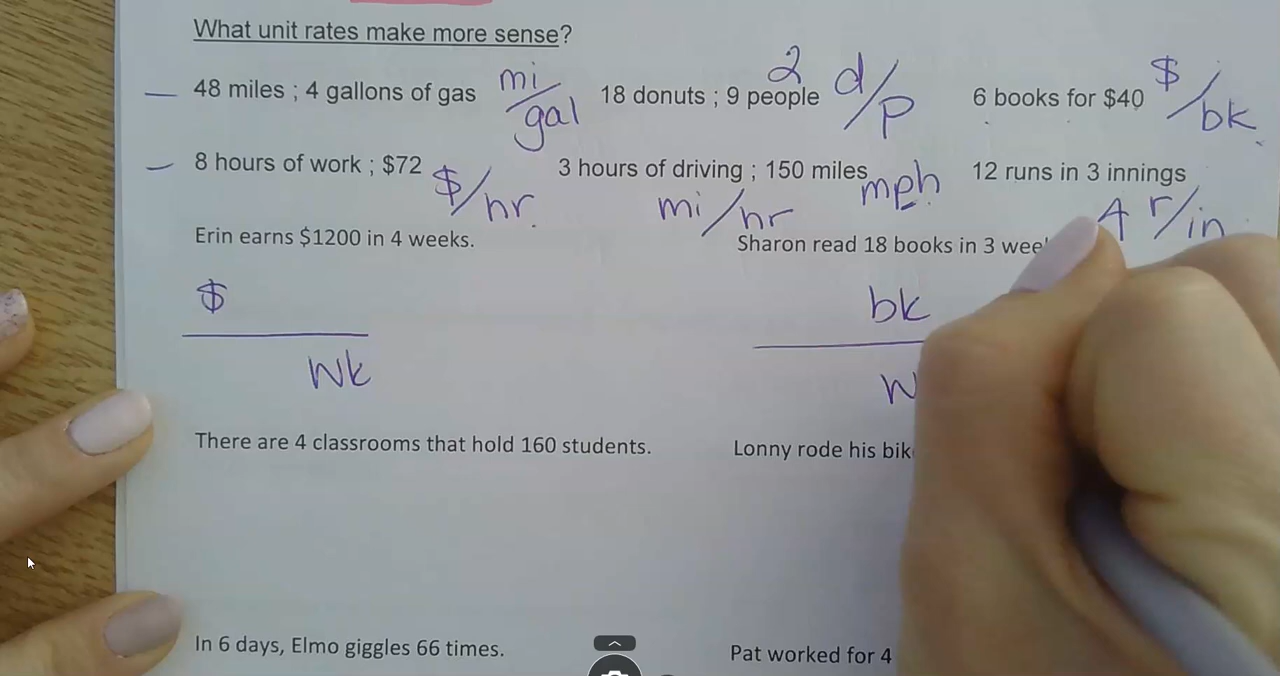 What unit rates make more sense?
48 miles ; 4 gallons of gas mi/gal 18 donuts ; 9 people 2 d/p 6 books for $40 $/bk
8 hours of work ; $72 $/hr. 3 hours of driving ; 150 miles mph 12 runs in 3 innings
mi/hr 4 r/in
Erin earns $1200 in 4 weeks. Sharon read 18 books in 3
$ bk
wk
There are 4 classrooms that hold 160 students. Lonny rode his
In 6 days, Elmo giggles 66 times. Pat worked for 4